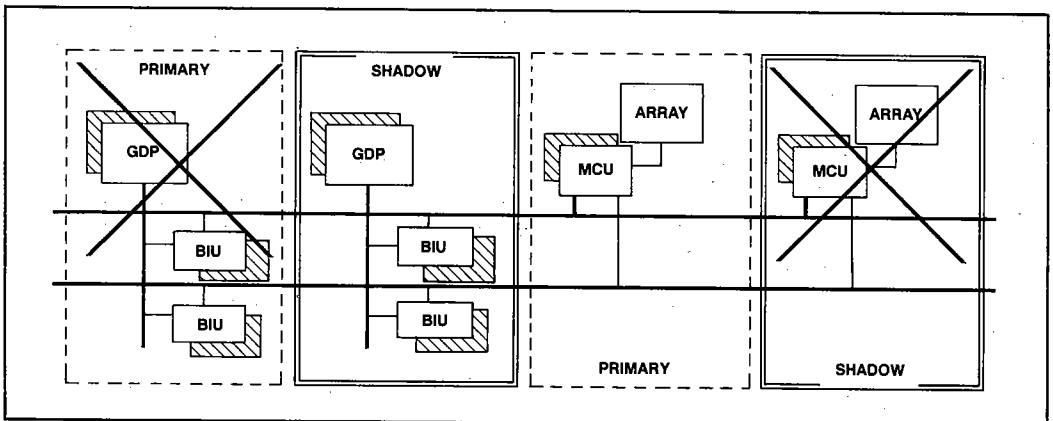 PRIMARY
GDP
BIU
BIU
SHADOW
GDP
BIU
BIU
ARRAY
MCU
PRIMARY
ARRAY
MCU
SHADOW